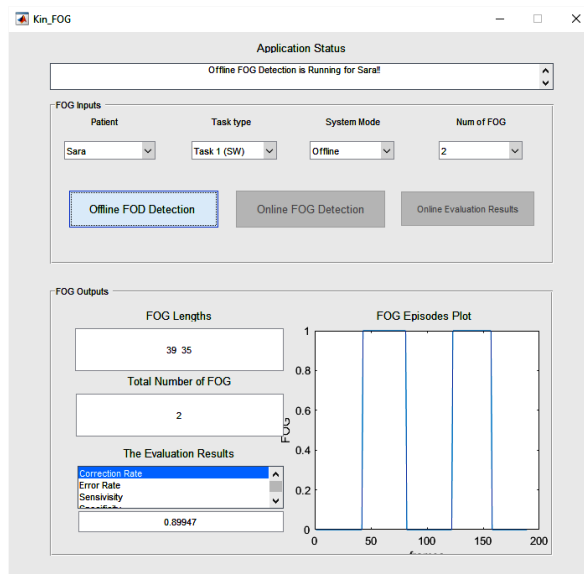 Kin_FOG
Application Status
Offline FOG Detection is Running for Sara!!
FOG Inputs
Patient
Task type
System Mode
Num of FOG
Sara
Task 1 (SW)
Offline
2
Offline FOD Detection
Online FOG Detection
Online Evaluation Results
FOG Outputs
FOG Lengths
39 35
Total Number of FOG
2
The Evaluation Results
Correction Rate
Error Rate
Sensivisity
0.89947
FOG Episodes Plot
FOG
1
0.8
0.6
0.4
0.2
0
0
50
100
150
200